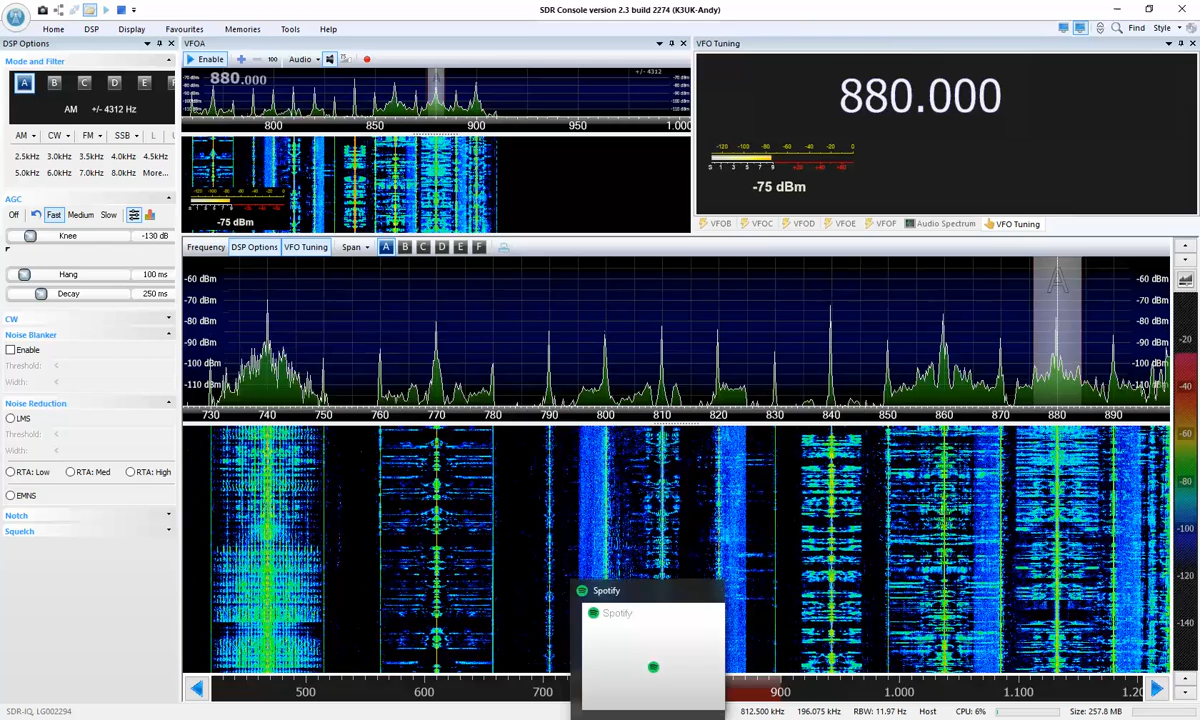 SDR Console version 2.3 build 2274 (K3UK-Andy)
Home DSP Display Favourites Memories Tools Help
Find Style
DSP Options
Mode and Filter
A B C D E F
AM +/- 4312 Hz
AM CW FM SSB L
2.5kHz 3.0kHz 3.5kHz 4.0kHz 4.5kHz
5.0kHz 6.0kHz 7.0kHz 8.0kHz More...
AGC
Off Fast Medium Slow
Knee -130 dB
Hang 100 ms
Decay 250 ms
CW
Noise Blanker
Enable
Threshold: <
Width: <
Noise Reduction
LMS
Threshold: <
Width: <
RTA: Low RTA: Med RTA: High
EMNS
Notch
Squelch
VFOA
Enable 100 Audio
880.000
+/- 4312
800 850 900 950 1.000
-75 dBm
VFO Tuning
880.000
-120 -100 -80 -60 -40 -20 0
S 1 3 5 7 9 +20 +40 +60
-75 dBm
VFOB VFOC VFOD VFOE VFOF Audio Spectrum VFO Tuning
Frequency DSP Options VFO Tuning Span A B C D E F
A
-60 dBm -60 dBm
-70 dBm -70 dBm
-80 dBm -80 dBm
-90 dBm -90 dBm
-100 dBm -100 dBm
-110 dBm -110 dBm
730 740 750 760 770 780 790 800 810 820 830 840 850 860 870 880 890
-20
-40
-60
-80
-100
-120
-140
Spotify
Spotify
500 600 700 900 1.000 1.100 1.20
SDR-IQ, LG002294
812.500 kHz 196.075 kHz RBW: 11.97 Hz Host CPU: 6% Size: 257.8 MB